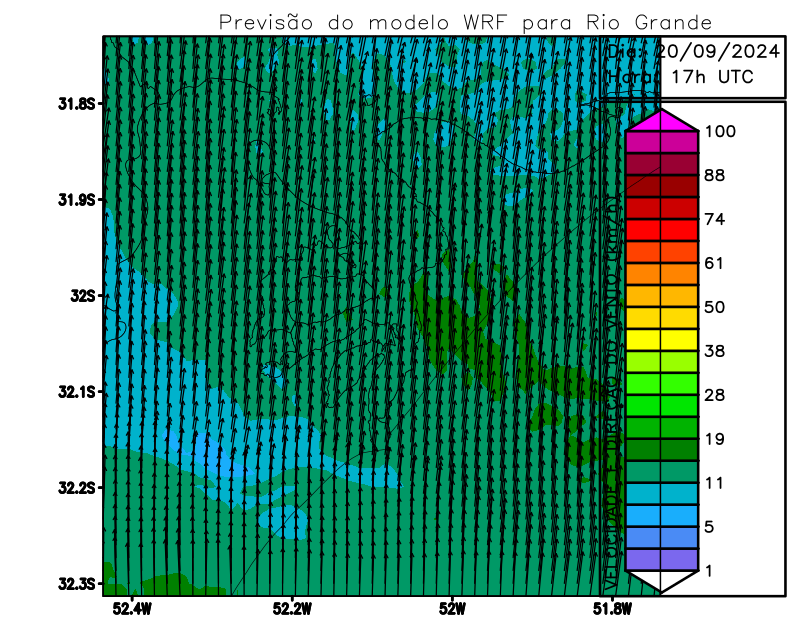 Previsão do modelo WRF para Rio Grande
Dia: 20/09/2024
Hora: 17h UTC
31.8S
31.9S
32S
32.1S
32.2S
32.3S
52.4W
52.2W
52W
51.8W
VELOCIDADE E DIREÇÃO DO VENTO (km/h)
100
88
74
61
50
38
28
19
11
5
1